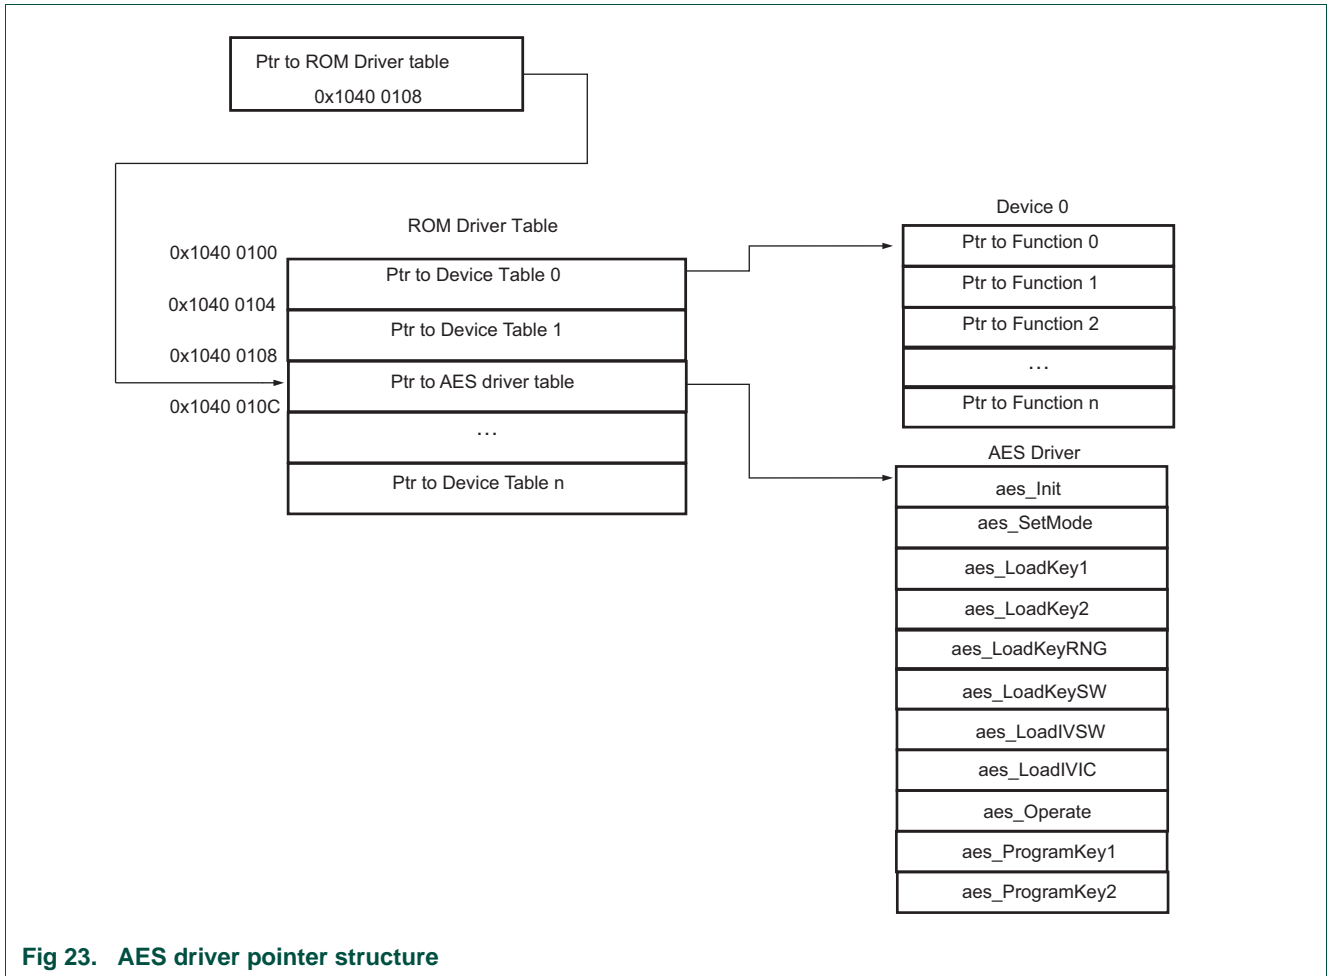 Ptr to ROM Driver table
0x1040 0108
ROM Driver Table
0x1040 0100
Ptr to Device Table 0
0x1040 0104
Ptr to Device Table 1
0x1040 0108
Ptr to AES driver table
0x1040 010C
...
Ptr to Device Table n
Device 0
Ptr to Function 0
Ptr to Function 1
Ptr to Function 2
...
Ptr to Function n
AES Driver
aes_Init
aes_SetMode
aes_LoadKey1
aes_LoadKey2
aes_LoadKeyRNG
aes_LoadKeySW
aes_LoadIVSW
aes_LoadIVIC
aes_Operate
aes_ProgramKey1
aes_ProgramKey2
Fig 23. AES driver pointer structure